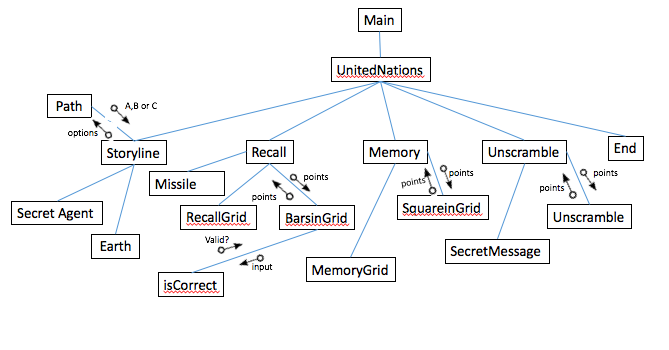 Main
UnitedNations
Path
A,B or C
options
Storyline
Recall
Memory
Unscramble
End
Missile
points
points
points
points
points
points
Secret Agent
RecallGrid
BarsinGrid
SquareinGrid
Unscramble
Earth
Valid?
input
SecretMessage
isCorrect
MemoryGrid